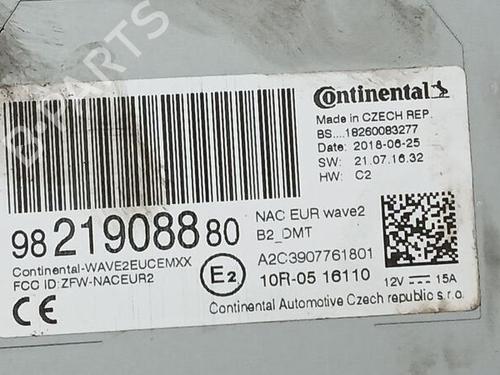 Continental
Made in CZECH REP.
BS....18260083277
Date: 2018-06-25
SW: 21.07.16.32
HW: C2
98 219088 80
NAC EUR wave2
B2_DMT
Continental-WAVE2EUCEMXX
FCC ID: ZFW-NACEUR2
E2
A2C3907761801
10R-05 16110
12V 15A
CE
Continental Automotive Czech republic s.r.o.
B-PARTS